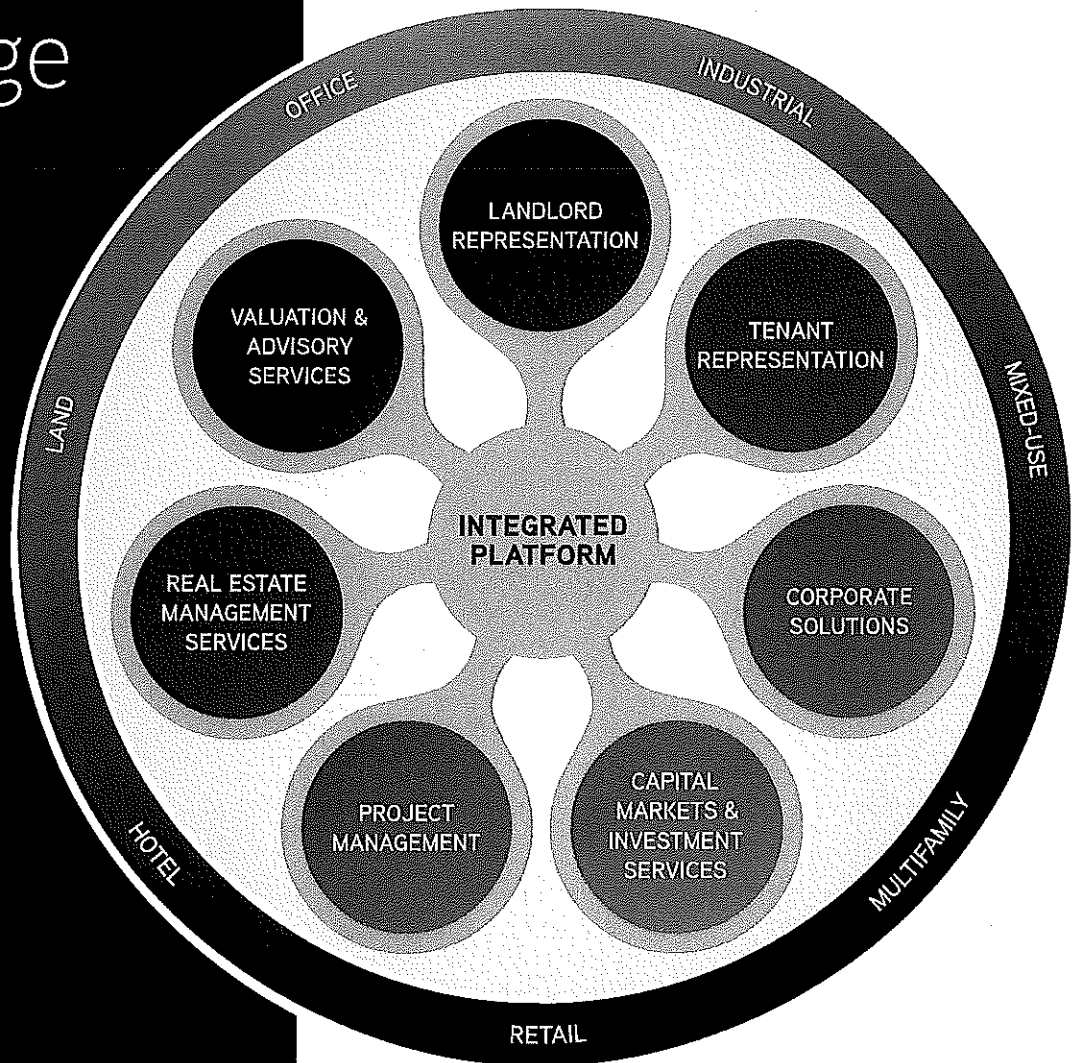 ge
OFFICE
INDUSTRIAL
MIXED-USE
MULTIFAMILY
RETAIL
HOTEL
LAND
LANDLORD
REPRESENTATION
TENANT
REPRESENTATION
CORPORATE
SOLUTIONS
CAPITAL
MARKETS &
INVESTMENT
SERVICES
PROJECT
MANAGEMENT
REAL ESTATE
MANAGEMENT
SERVICES
VALUATION &
ADVISORY
SERVICES
INTEGRATED
PLATFORM